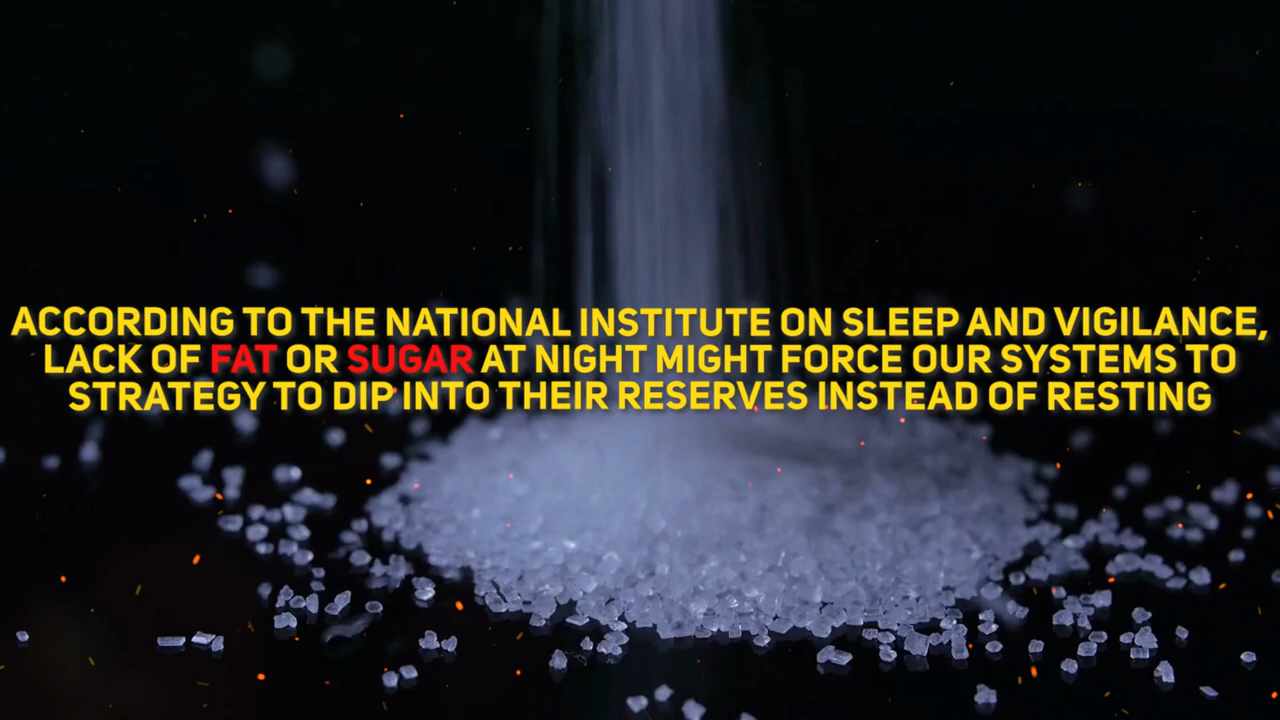 ACCORDING TO THE NATIONAL INSTITUTE ON SLEEP AND VIGILANCE,
LACK OF FAT OR SUGAR AT NIGHT MIGHT FORCE OUR SYSTEMS TO
STRATEGY TO DIP INTO THEIR RESERVES INSTEAD OF RESTING